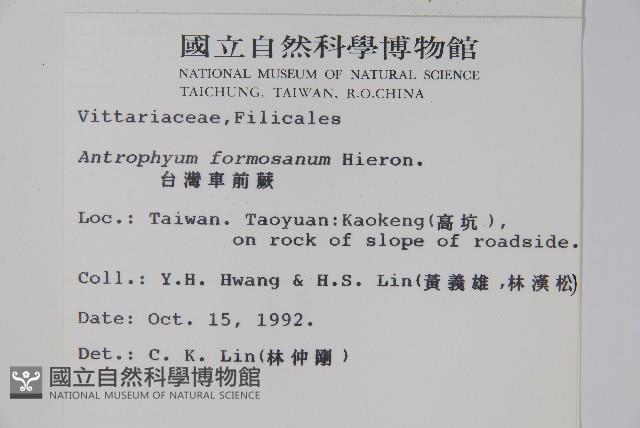 國立自然科學博物館
NATIONAL MUSEUM OF NATURAL SCIENCE
TAICHUNG, TAIWAN, R.O.CHINA
Vittariaceae,Filicales
Antrophyum formosanum Hieron.
台灣車前蕨
Loc.: Taiwan. Taoyuan:Kaokeng(高坑),
on rock of slope of roadside.
Coll.: Y.H. Hwang & H.S. Lin(黃義雄,林漢松)
Date: Oct. 15, 1992.
Det.: C. K. Lin(林仲剛)
國立自然科學博物館
NATIONAL MUSEUM OF NATURAL SCIENCE